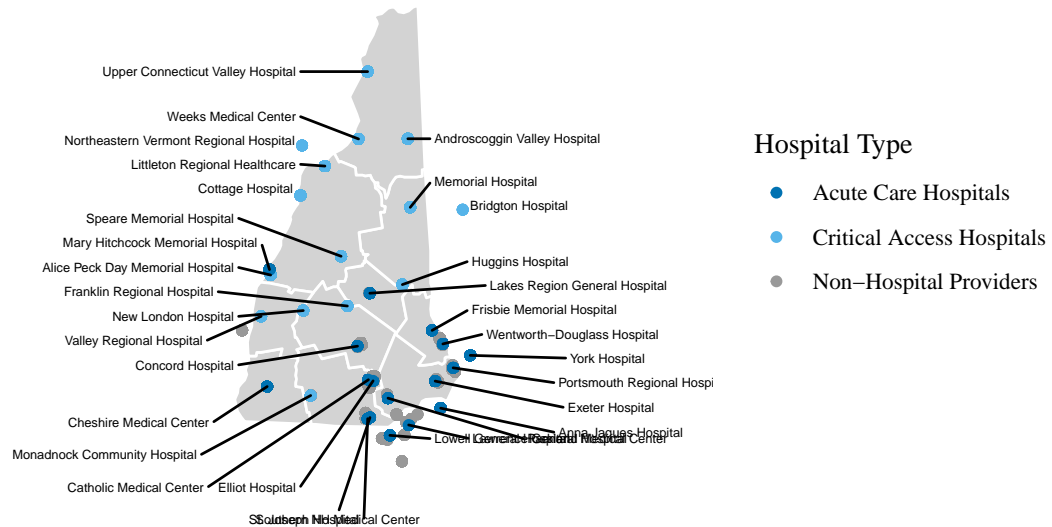 Upper Connecticut Valley Hospital
Weeks Medical Center
Northeastern Vermont Regional Hospital
Androscoggin Valley Hospital
Littleton Regional Healthcare
Memorial Hospital
Cottage Hospital
Bridgton Hospital
Speare Memorial Hospital
Mary Hitchcock Memorial Hospital
Alice Peck Day Memorial Hospital
Huggins Hospital
Lakes Region General Hospital
Franklin Regional Hospital
Frisbie Memorial Hospital
New London Hospital
Wentworth−Douglass Hospital
Valley Regional Hospital
York Hospital
Concord Hospital
Portsmouth Regional Hospi
Exeter Hospital
Cheshire Medical Center
Anna Jaques Hospital
Lowell General Hospital
Monadnock Community Hospital
Catholic Medical Center
Elliot Hospital
Hospital Type
Acute Care Hospitals
Critical Access Hospitals
Non−Hospital Providers